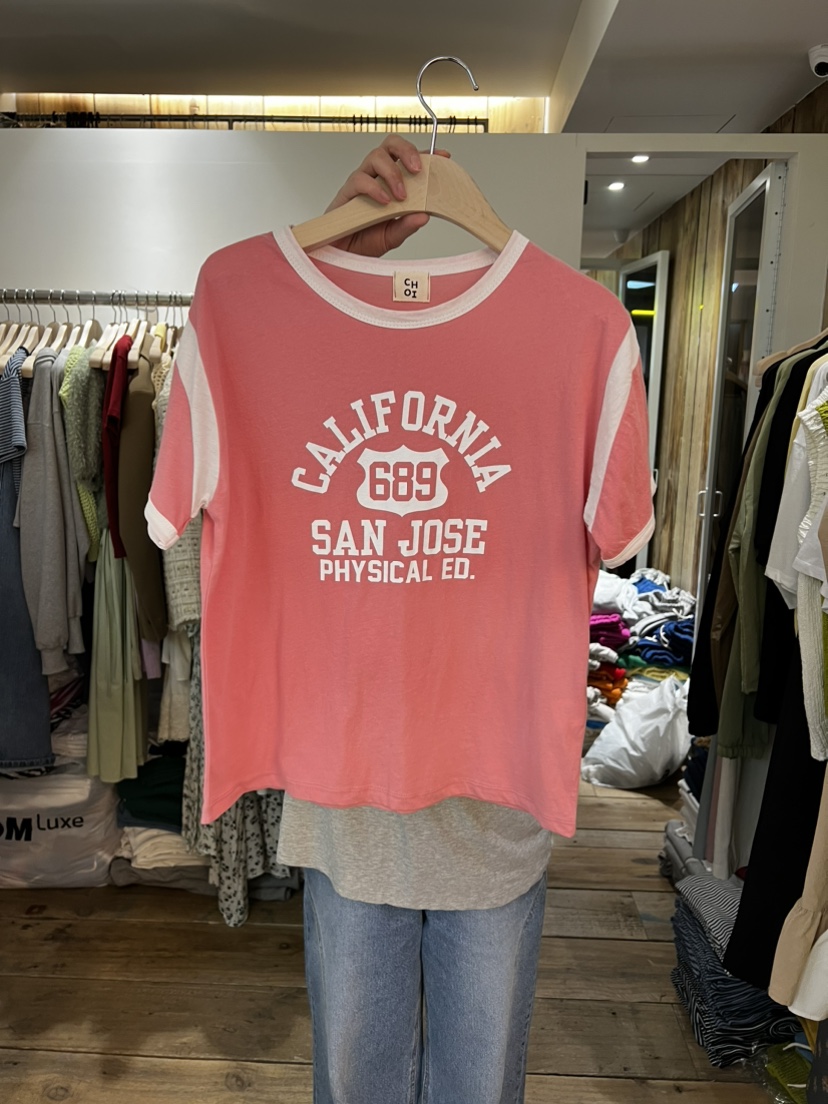 CH
OI
CALIFORNIA
689
SAN JOSE
PHYSICAL ED.
Luxe